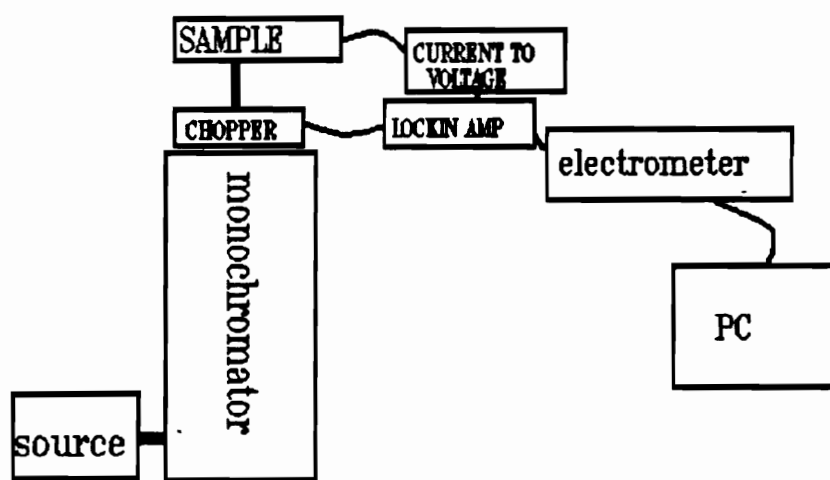 SAMPLE
CURRENT TO
VOLTAGE
CHOPPER
LOCKIN AMP
electrometer
monochromator
PC
source